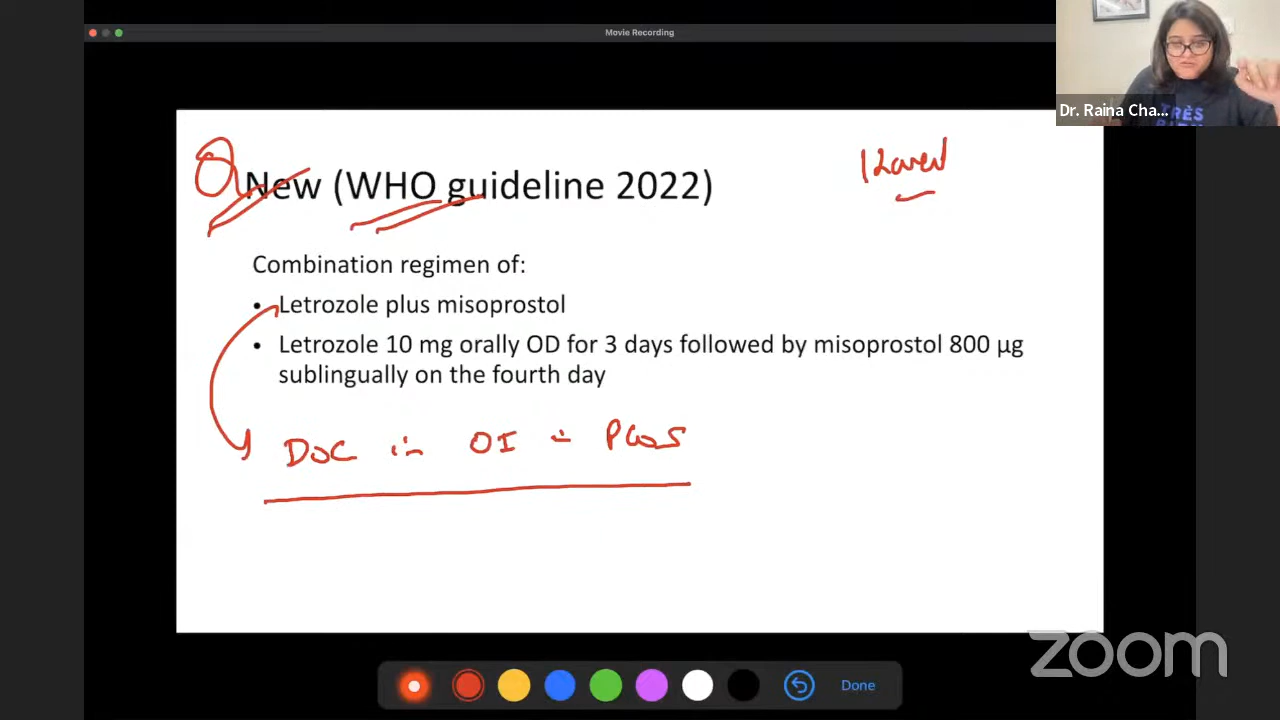 Movie Recording
Dr. Raina Cha...
TRÈS
New (WHO guideline 2022)
Combination regimen of:
• Letrozole plus misoprostol
• Letrozole 10 mg orally OD for 3 days followed by misoprostol 800 µg
sublingually on the fourth day
DOC in OI PCOS
zoom
Done